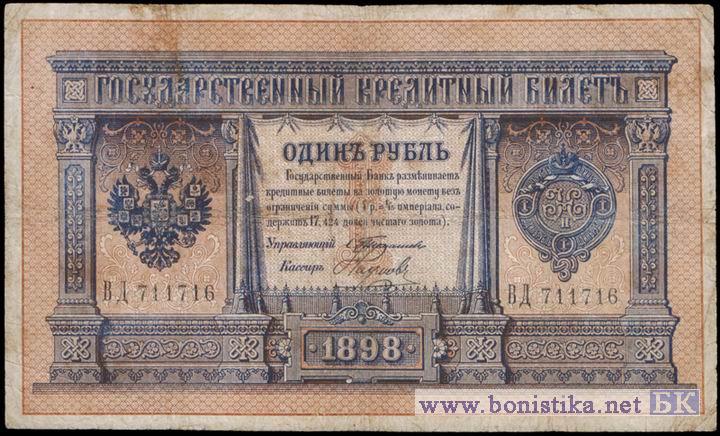 ГОСУДАРСТВЕННЫЙ КРЕДИТНЫЙ БИЛЕТЪ
ОДИНЪ РУБЛЬ
Государственный Банкъ размѣниваетъ
кредитные билеты на золотую монету безъ
ограниченія суммы (1 р.= 1/15 имперіала, со-
держитъ 17,424 долей чистаго золота).
Управляющій
Кассиръ
ВД 711716
ВД 711716
1898
www.bonistika.net БК